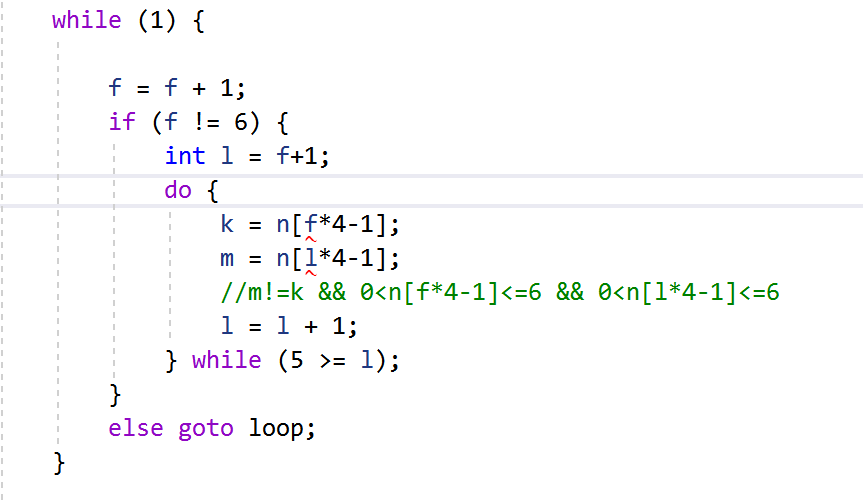 while (1) {
f = f + 1;
if (f != 6) {
int l = f+1;
do {
k = n[f*4-1];
m = n[l*4-1];
//m!=k && 0<n[f*4-1]<=6 && 0<n[l*4-1]<=6
l = l + 1;
} while (5 >= l);
}
else goto loop;
}